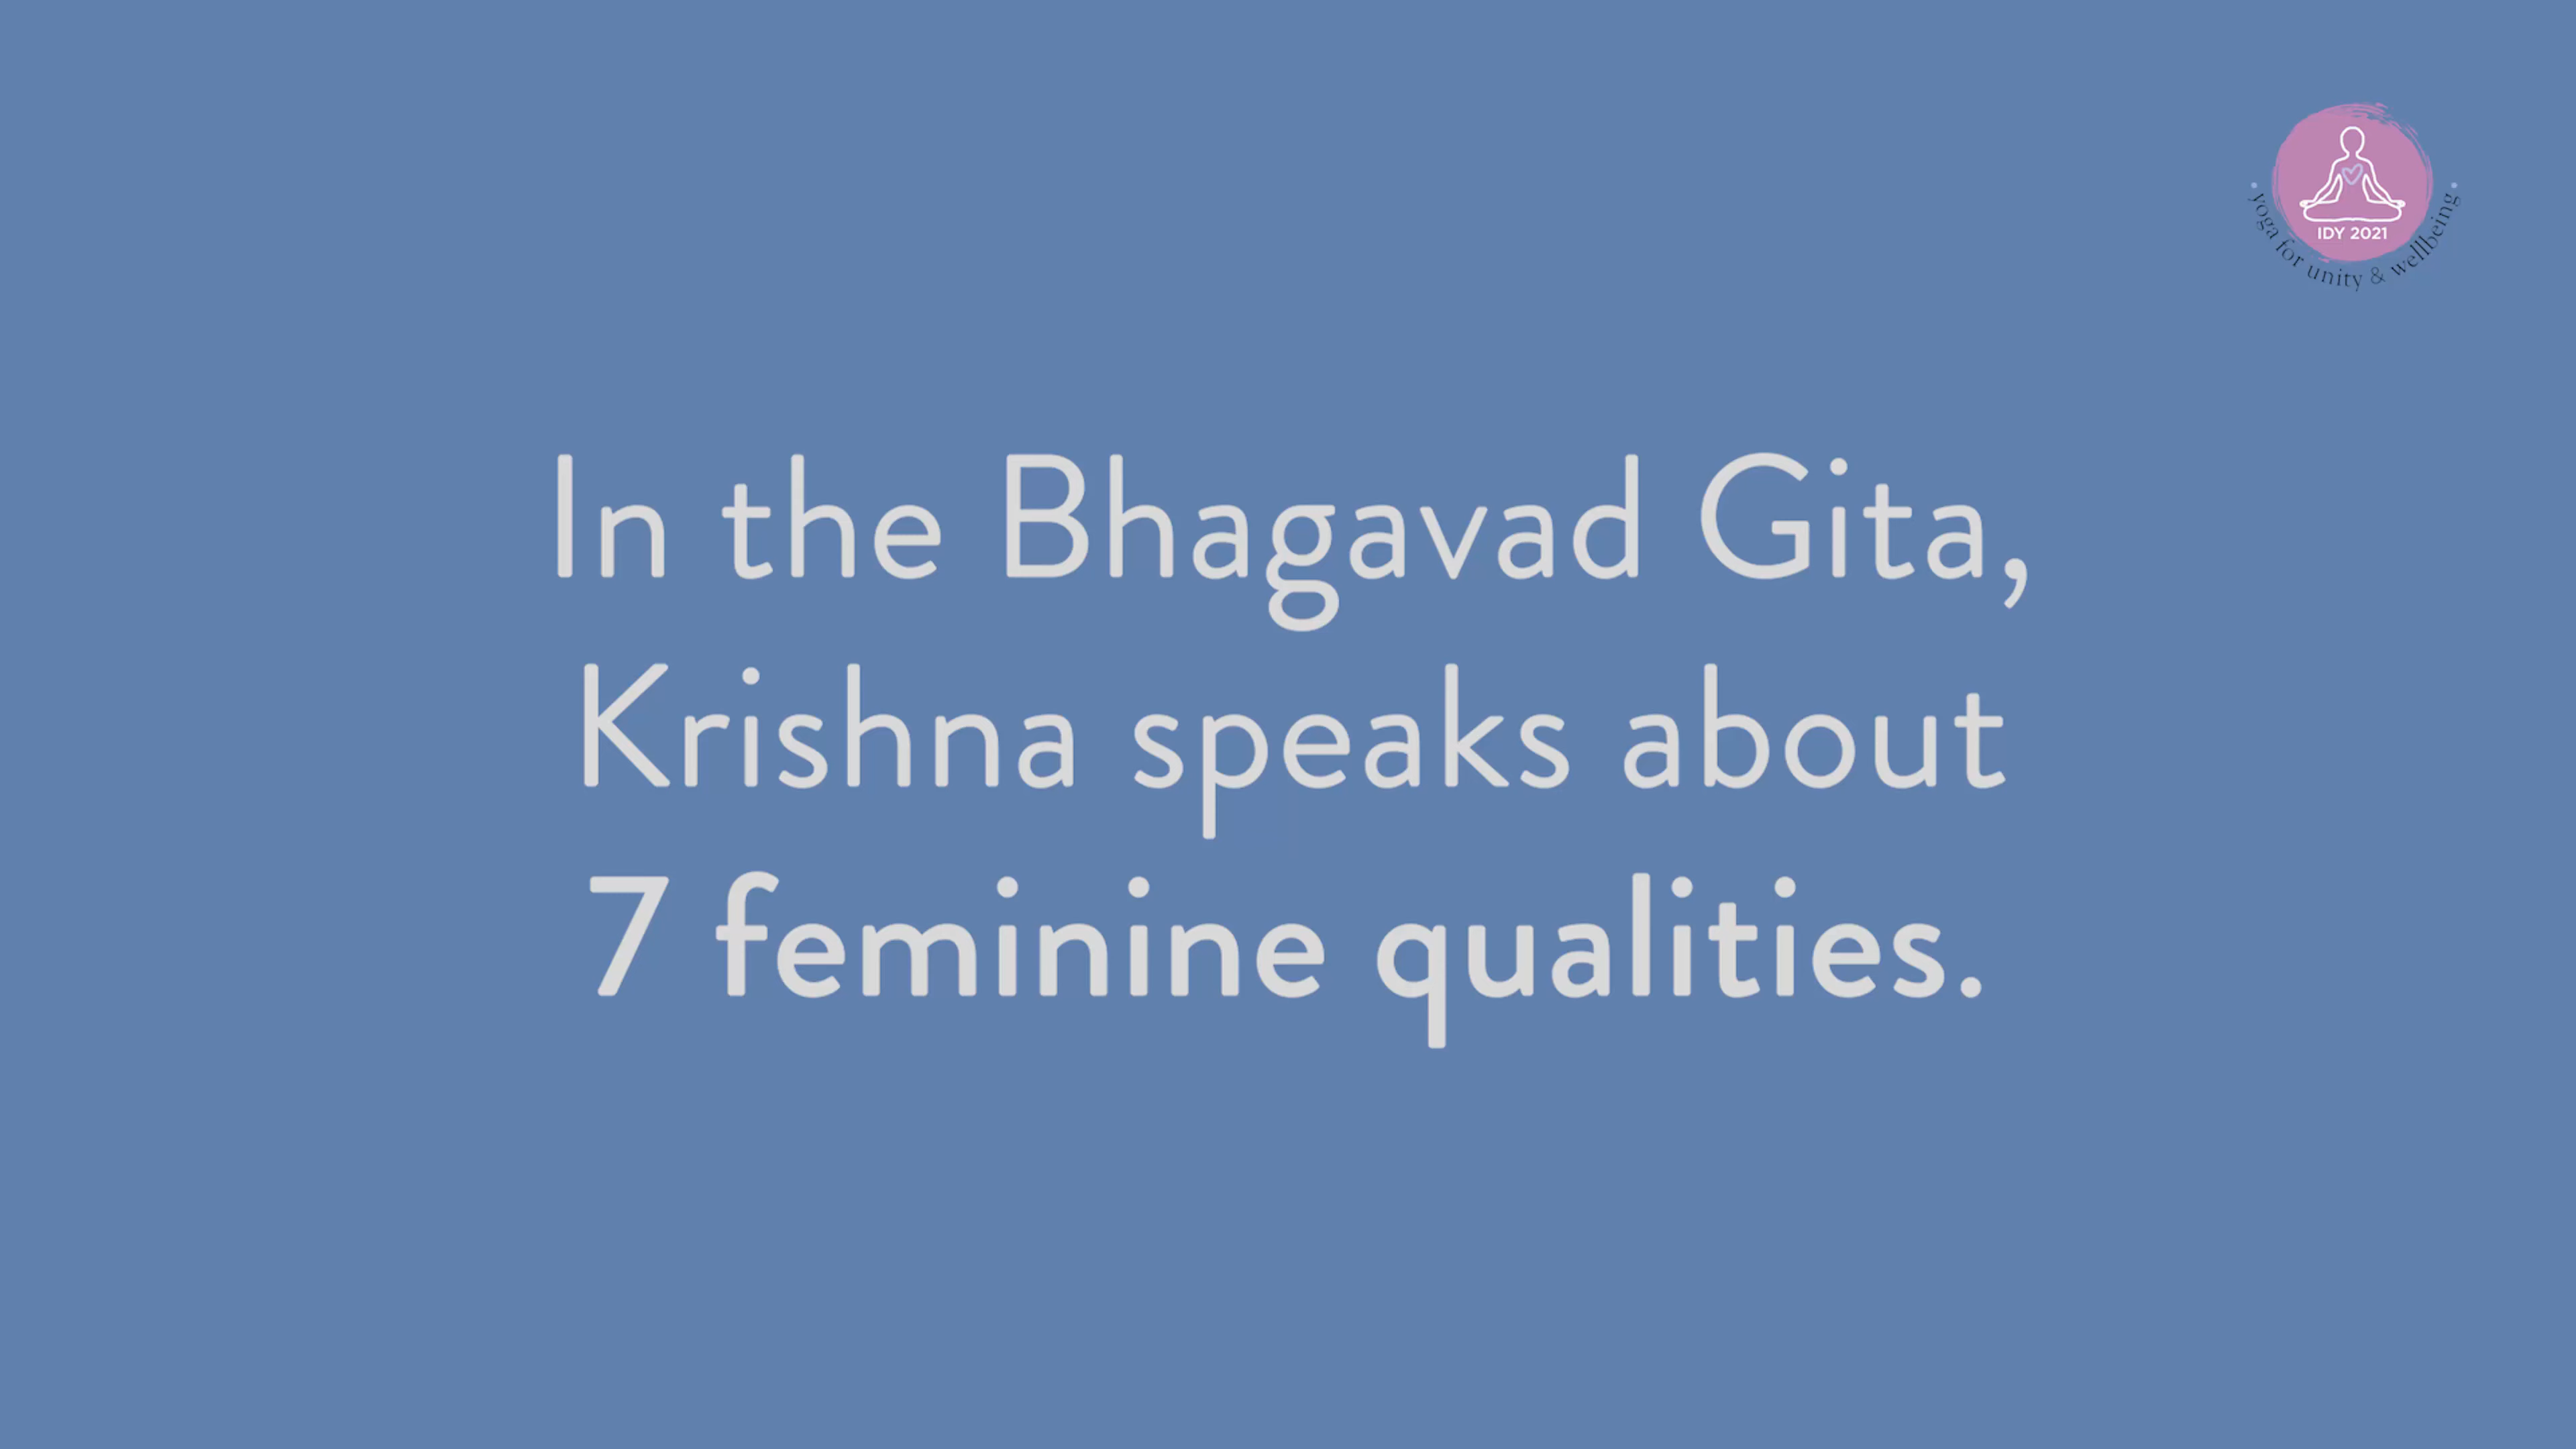 IDY 2021
• yoga for unity & wellbeing •
In the Bhagavad Gita,
Krishna speaks about
7 feminine qualities.